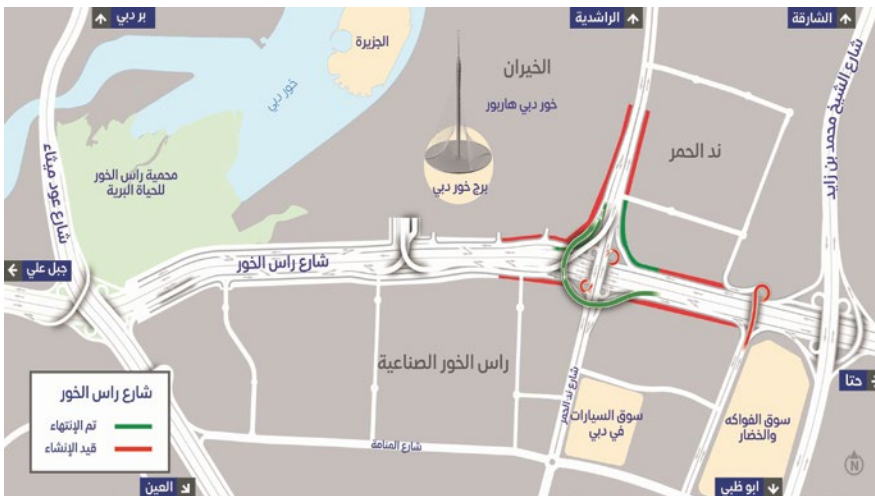 بر دبي
الراشدية
الشارقة
الجزيرة
خور دبي
الخيران
خور دبي هاربور
برج خور دبي
ند الحمر
شارع الشيخ محمد بن زايد
محمية راس الخور
للحياة البرية
شارع عود ميثاء
جبل علي
شارع راس الخور
راس الخور الصناعية
شارع ند الحمر
سوق السيارات
في دبي
سوق الفواكه
والخضار
حتا
شارع المنامة
شارع راس الخور
تم الإنتهاء
قيد الإنشاء
العين
ابو ظبي
N